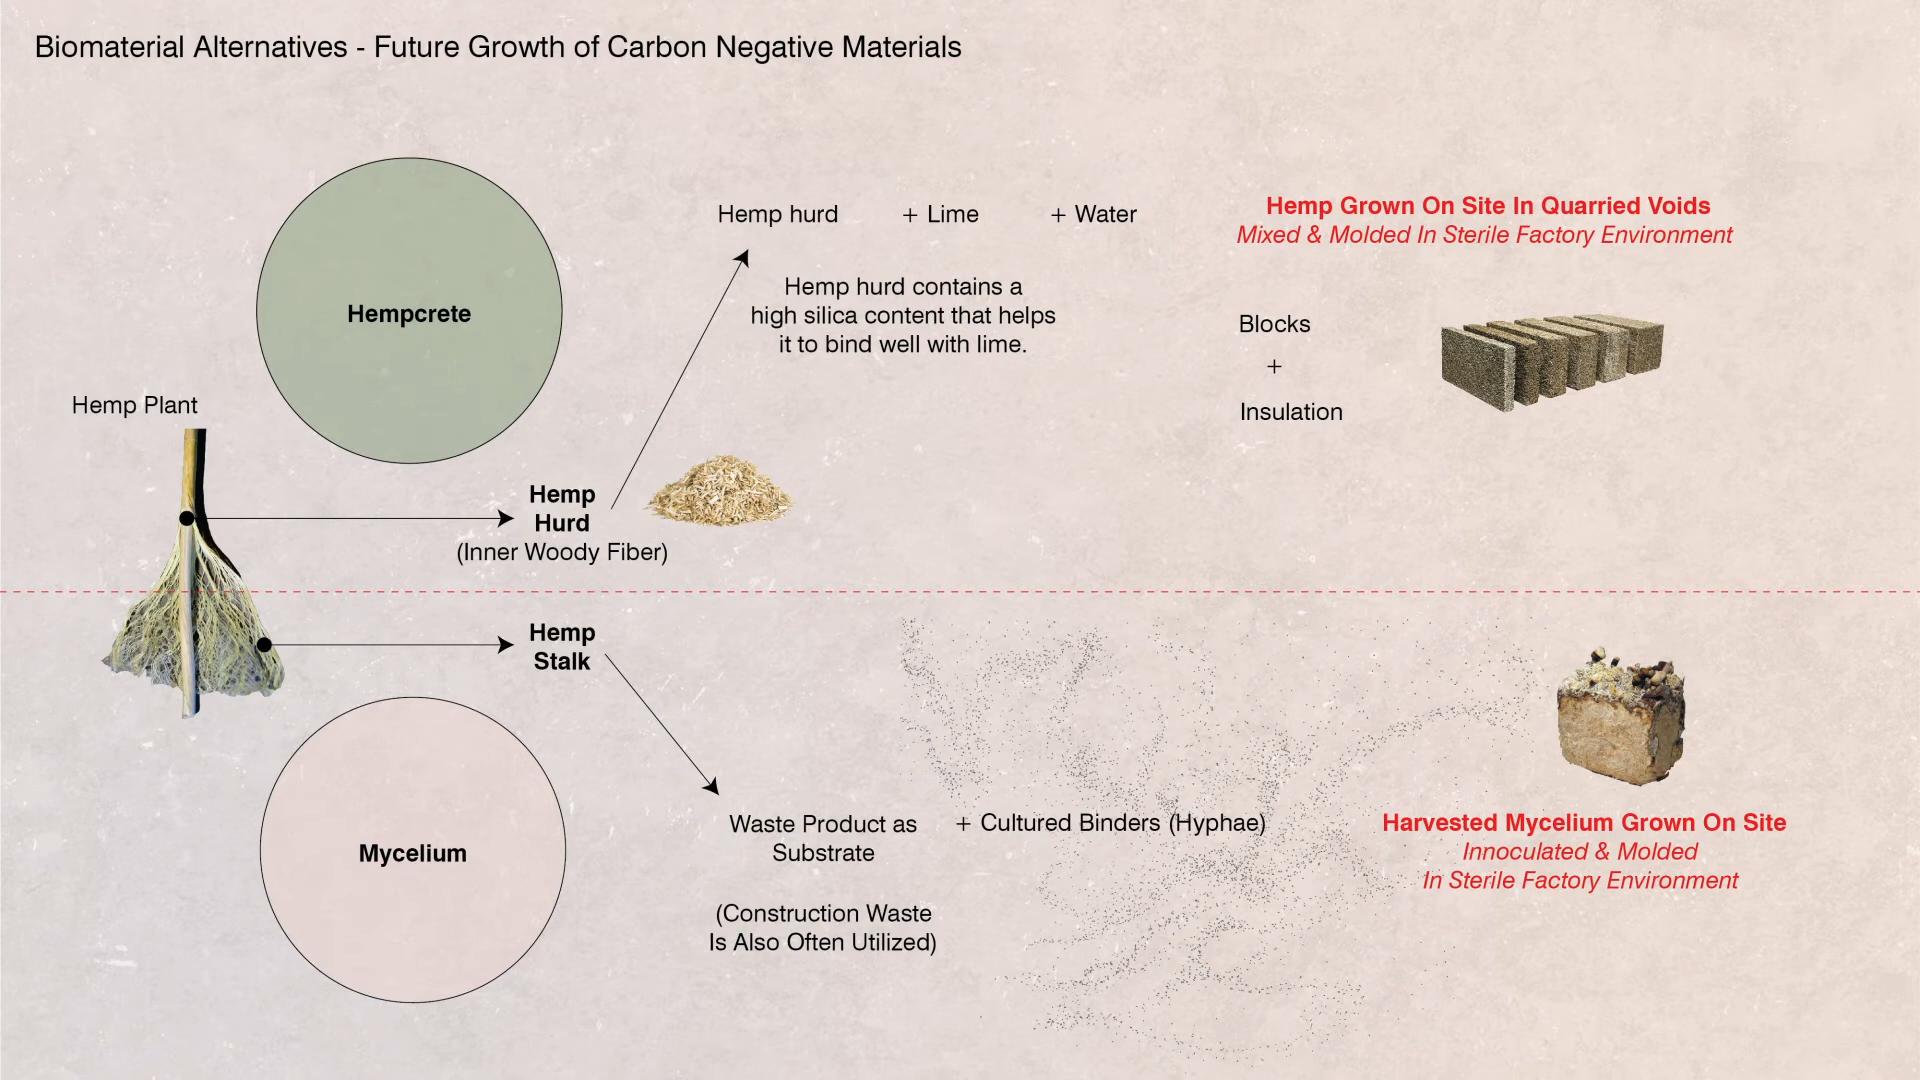 Biomaterial Alternatives - Future Growth of Carbon Negative Materials
Hempcrete
Hemp hurd + Lime + Water
Hemp hurd contains a
high silica content that helps
it to bind well with lime.
Hemp Grown On Site In Quarried Voids
Mixed & Molded In Sterile Factory Environment
Blocks
+
Insulation
Hemp Plant
Hemp
Hurd
(Inner Woody Fiber)
Hemp
Stalk
Mycelium
Waste Product as
Substrate
(Construction Waste
Is Also Often Utilized)
+ Cultured Binders (Hyphae)
Harvested Mycelium Grown On Site
Innoculated & Molded
In Sterile Factory Environment